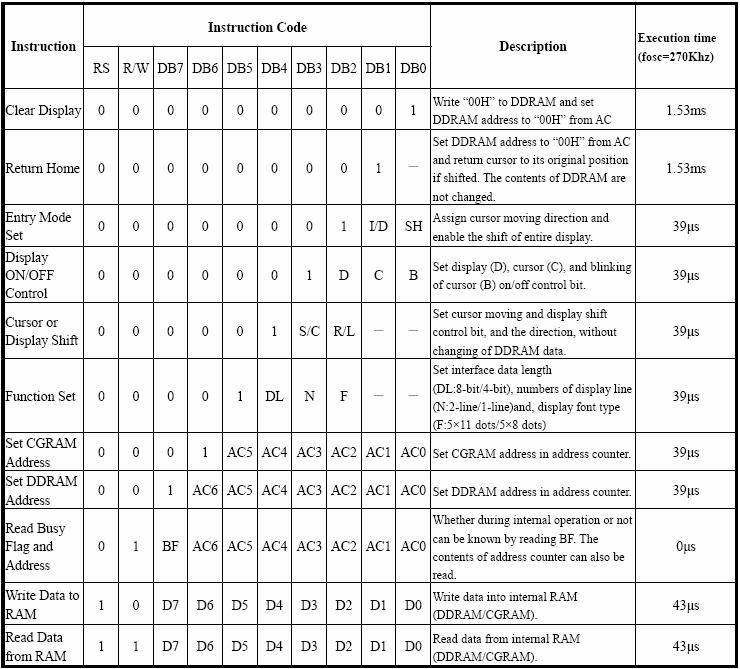 Instruction
Instruction Code
Description
Execution time
(fosc=270Khz)
RS R/W DB7 DB6 DB5 DB4 DB3 DB2 DB1 DB0
Clear Display 0 0 0 0 0 0 0 0 0 1 Write “00H” to DDRAM and set
DDRAM address to “00H” from AC
1.53ms
Return Home 0 0 0 0 0 0 0 0 1 —
Set DDRAM address to “00H” from AC
and return cursor to its original position
if shifted. The contents of DDRAM are
not changed.
1.53ms
Entry Mode
Set
0 0 0 0 0 0 0 1 I/D SH
Assign cursor moving direction and
enable the shift of entire display.
39μs
Display
ON/OFF
Control
0 0 0 0 0 0 1 D C B
Set display (D), cursor (C), and blinking
of cursor (B) on/off control bit.
39μs
Cursor or
Display Shift
0 0 0 0 0 1 S/C R/L — —
Set cursor moving and display shift
control bit, and the direction, without
changing of DDRAM data.
39μs
Function Set 0 0 0 0 1 DL N F — —
Set interface data length
(DL:8-bit/4-bit), numbers of display line
(N:2-line/1-line)and, display font type
(F:5×11 dots/5×8 dots)
39μs
Set CGRAM
Address
0 0 0 1 AC5 AC4 AC3 AC2 AC1 AC0 Set CGRAM address in address counter.
39μs
Set DDRAM
Address
0 0 1 AC6 AC5 AC4 AC3 AC2 AC1 AC0 Set DDRAM address in address counter.
39μs
Read Busy
Flag and
Address
0 1 BF AC6 AC5 AC4 AC3 AC2 AC1 AC0
Whether during internal operation or not
can be known by reading BF. The
contents of address counter can also be
read.
0μs
Write Data to
RAM
1 0 D7 D6 D5 D4 D3 D2 D1 D0
Write data into internal RAM
(DDRAM/CGRAM).
43μs
Read Data
from RAM
1 1 D7 D6 D5 D4 D3 D2 D1 D0
Read data from internal RAM
(DDRAM/CGRAM).
43μs